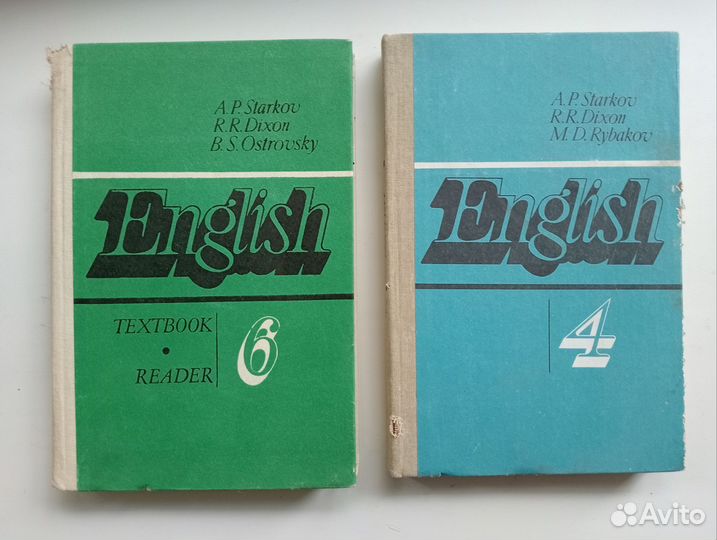 A.P. Starkov
R.R. Dixon
B.S. Ostrovsky
English
TEXTBOOK
•
READER
6
A.P. Starkov
R.R. Dixon
M.D. Rybakov
English
4
Avito